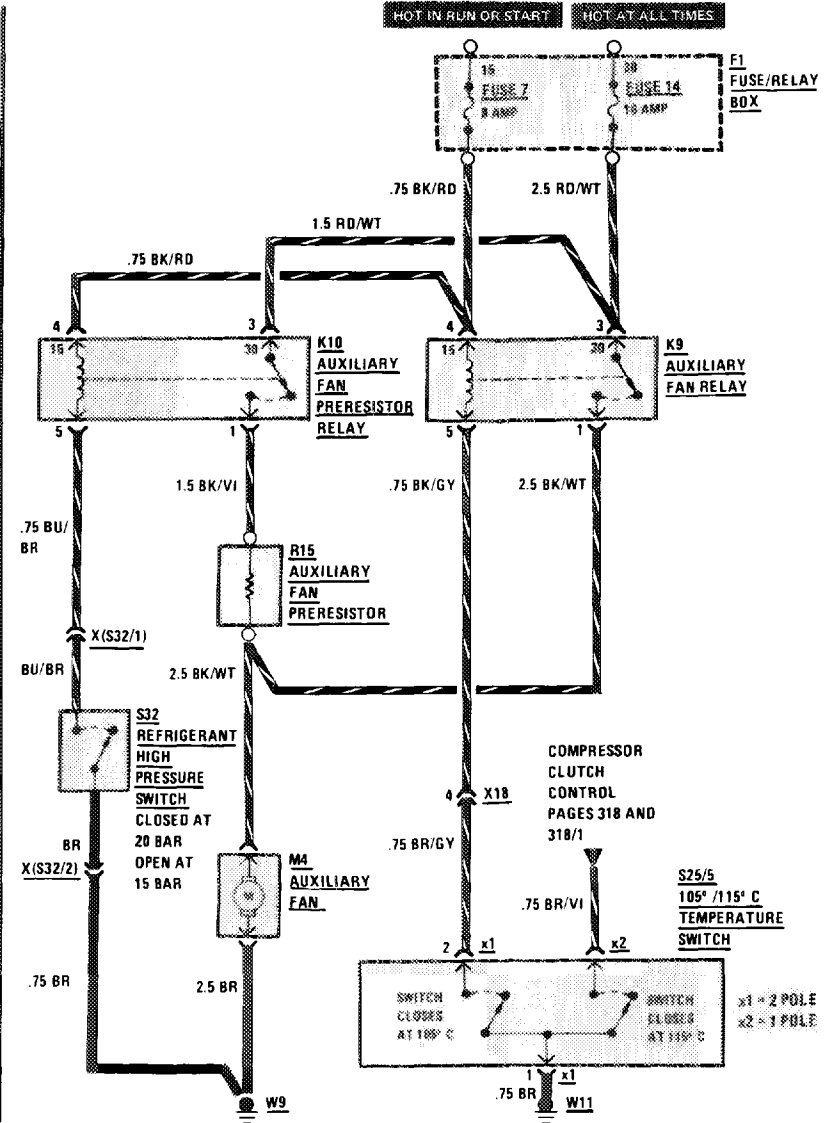 HOT IN RUN OR START
HOT AT ALL TIMES
15
FUSE 7
8 AMP
30
FUSE 14
16 AMP
F1
FUSE/RELAY
BOX
.75 BK/RD
2.5 RD/WT
1.5 RD/WT
.75 BK/RD
4
3
4
3
15
30
K10
AUXILIARY
FAN
PRERESISTOR
RELAY
15
30
K9
AUXILIARY
FAN RELAY
5
1
5
1
1.5 BK/VI
.75 BK/GY
2.5 BK/WT
.75 BU/
BR
R15
AUXILIARY
FAN
PRERESISTOR
X(S32/1)
BU/BR
2.5 BK/WT
S32
REFRIGERANT
HIGH
PRESSURE
SWITCH
CLOSED AT
20 BAR
OPEN AT
15 BAR
COMPRESSOR
CLUTCH
CONTROL
PAGES 318 AND
318/1
4 X18
BR
.75 BR/GY
X(S32/2)
M4
AUXILIARY
FAN
M
.75 BR/VI
S25/5
105° /115° C
TEMPERATURE
SWITCH
2 x1
x2
.75 BR
2.5 BR
SWITCH
CLOSES
AT 105° C
SWITCH
CLOSES
AT 115° C
x1 = 2 POLE
x2 = 1 POLE
1 x1
.75 BR
W9
W11